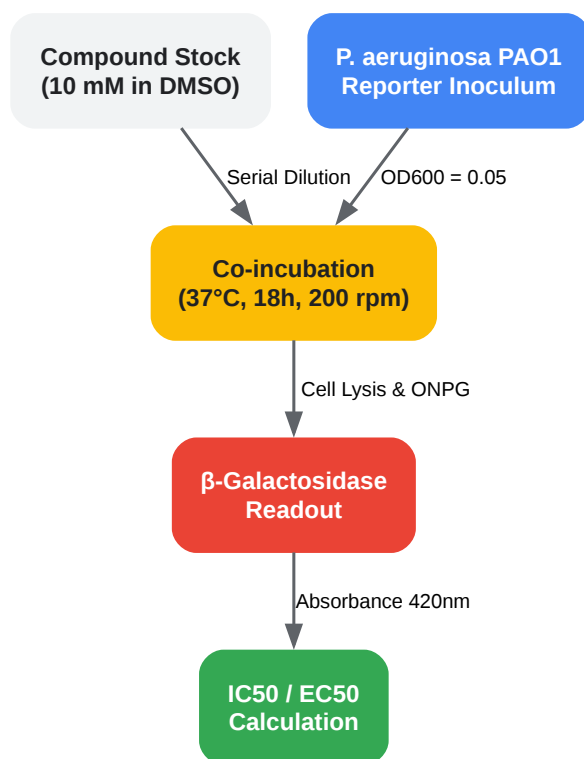 Compound Stock
(10 mM in DMSO)
P. aeruginosa PAO1
Reporter Inoculum
Serial Dilution
OD600 = 0.05
Co-incubation
(37°C, 18h, 200 rpm)
Cell Lysis & ONPG
β-Galactosidase
Readout
Absorbance 420nm
IC50 / EC50
Calculation